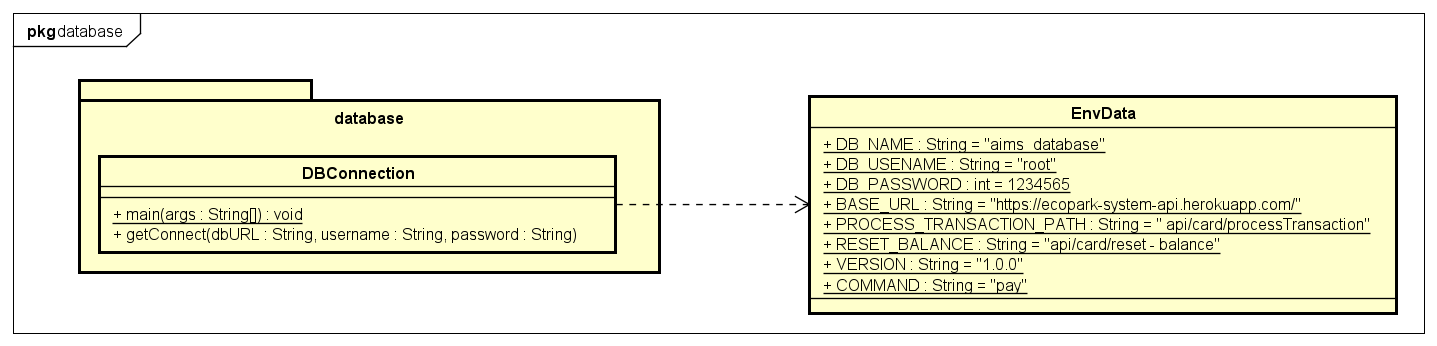 pkg database
database
DBConnection
+ main(args : String[]) : void
+ getConnect(dbURL : String, username : String, password : String)
EnvData
+ DB_NAME : String = "aims_database"
+ DB_USENAME : String = "root"
+ DB_PASSWORD : int = 1234565
+ BASE_URL : String = "https://ecopark-system-api.herokuapp.com/"
+ PROCESS_TRANSACTION_PATH : String = " api/card/processTransaction"
+ RESET_BALANCE : String = "api/card/reset - balance"
+ VERSION : String = "1.0.0"
+ COMMAND : String = "pay"